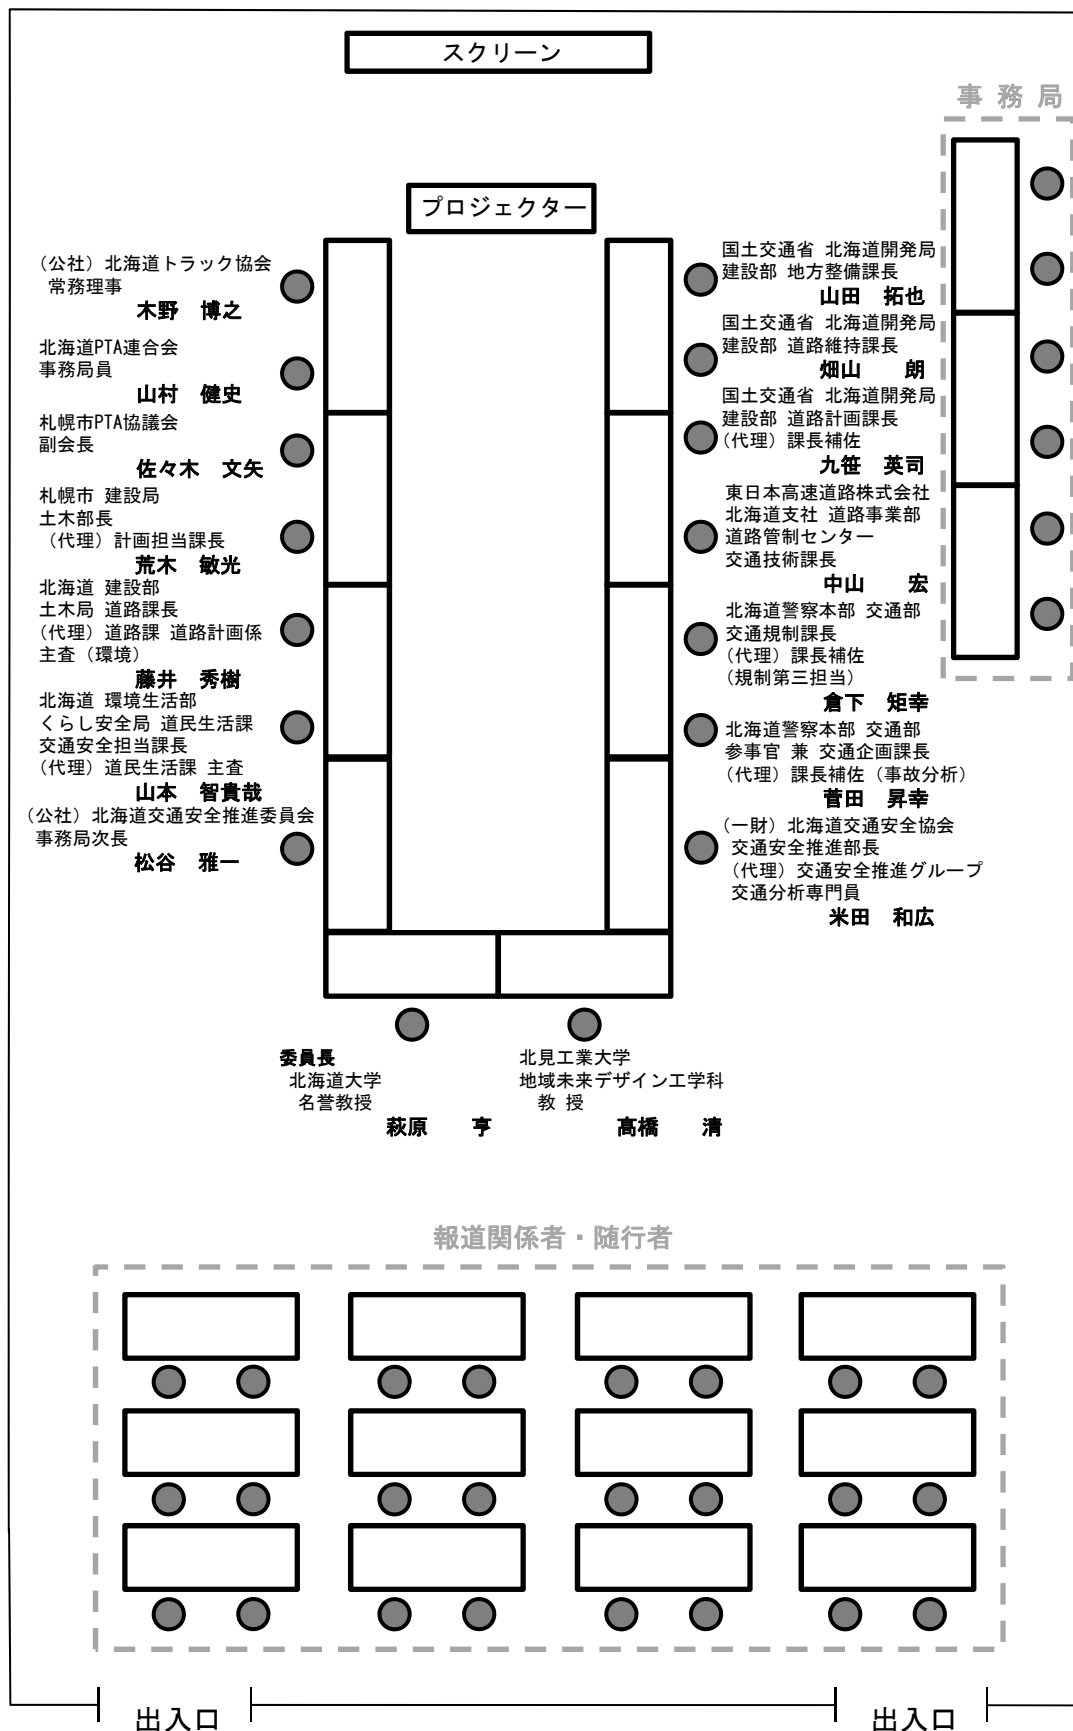 スクリーン
事 務 局
プロジェクター
（公社）北海道トラック協会
常務理事
木野　博之
北海道PTA連合会
事務局員
山村　健史
札幌市PTA協議会
副会長
佐々木　文矢
札幌市 建設局
土木部長
（代理）計画担当課長
荒木　敏光
北海道 建設部
土木局 道路課長
（代理）道路課 道路計画係
主査（環境）
藤井　秀樹
北海道 環境生活部
くらし安全局 道民生活課
交通安全担当課長
（代理）道民生活課 主査
山本　智貴哉
（公社）北海道交通安全推進委員会
事務局次長
松谷　雅一
国土交通省 北海道開発局
建設部 地方整備課長
山田　拓也
国土交通省 北海道開発局
建設部 道路維持課長
畑山　　朗
国土交通省 北海道開発局
建設部 道路計画課長
（代理）課長補佐
九笹　英司
東日本高速道路株式会社
北海道支社 道路事業部
道路管制センター
交通技術課長
中山　　宏
北海道警察本部 交通部
交通規制課長
（代理）課長補佐
（規制第三担当）
倉下　矩幸
北海道警察本部 交通部
参事官 兼 交通企画課長
（代理）課長補佐（事故分析）
菅田　昇幸
（一財）北海道交通安全協会
交通安全推進部長
（代理）交通安全推進グループ
交通分析専門員
米田　和広
委員長
北海道大学
名誉教授
萩原　　亨
北見工業大学
地域未来デザイン工学科
教 授
髙橋　　清
報道関係者・随行者
出入口
出入口